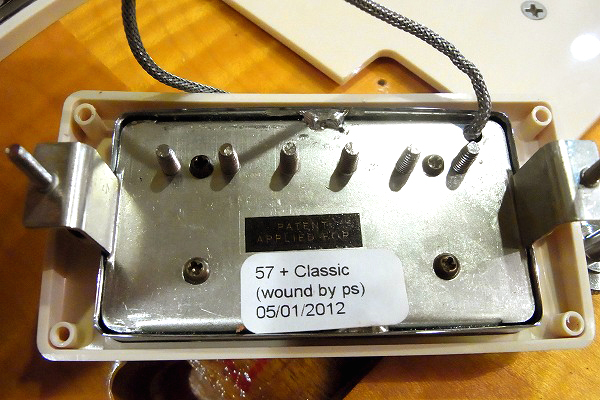 PATENT
APPLIED FOR
57 + Classic
(wound by ps)
05/01/2012